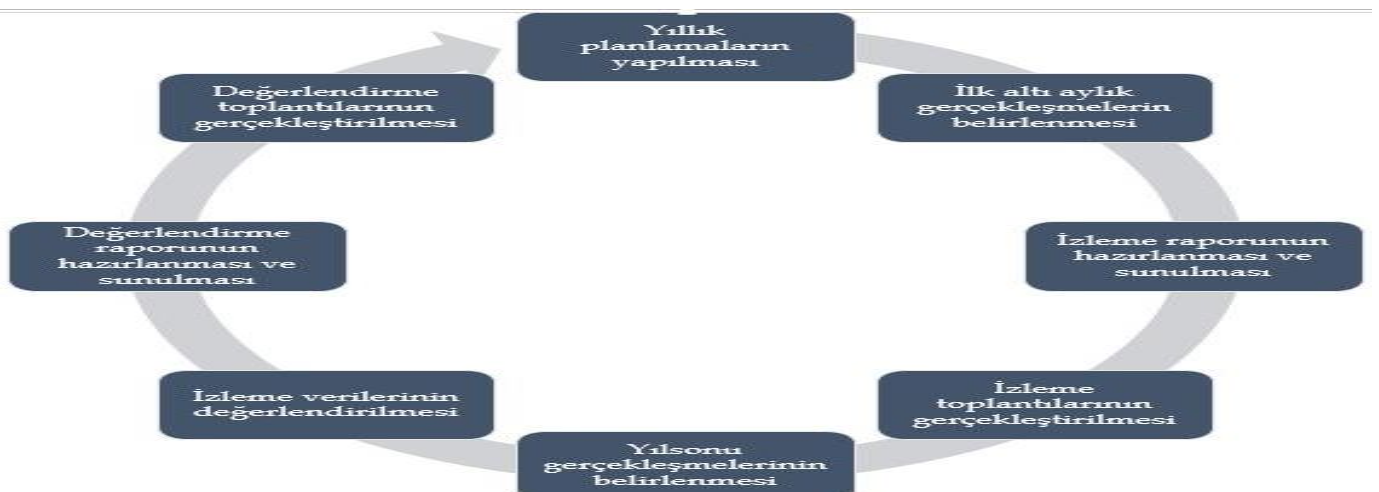 Yıllık
planlamaların
yapılması
İlk altı aylık
gerçekleşmelerin
belirlenmesi
İzleme raporunun
hazırlanması ve
sunulması
İzleme
toplantılarının
gerçekleştirilmesi
Yılsonu
gerçekleşmelerinin
belirlenmesi
İzleme verilerinin
değerlendirilmesi
Değerlendirme
raporunun
hazırlanması ve
sunulması
Değerlendirme
toplantılarının
gerçekleştirilmesi